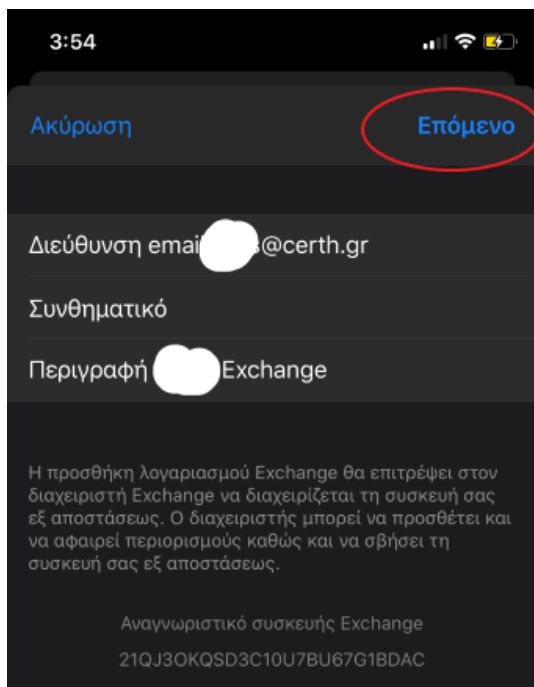 3:54
Ακύρωση Επόμενο
Διεύθυνση email @certh.gr
Συνθηματικό
Περιγραφή Exchange
Η προσθήκη λογαριασμού Exchange θα επιτρέψει στον
διαχειριστή Exchange να διαχειρίζεται τη συσκευή σας
εξ αποστάσεως. Ο διαχειριστής μπορεί να προσθέτει και
να αφαιρεί περιορισμούς καθώς και να σβήσει τη
συσκευή σας εξ αποστάσεως.
Αναγνωριστικό συσκευής Exchange
21QJ3OKQSD3C10U7BU67G1BDAC